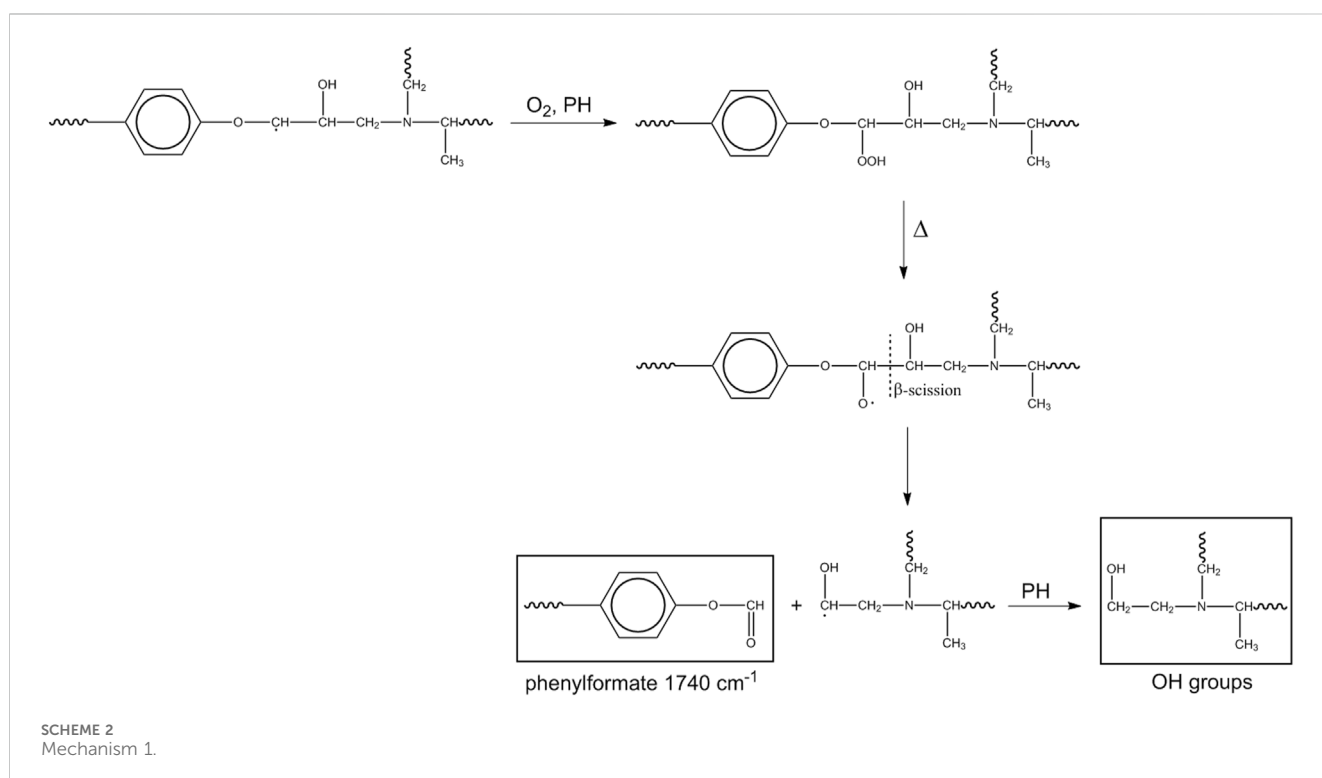 OH
CH₂
O
ĊH
CH
CH₂
N
CH
CH₃
O₂, PH
OH
CH₂
O
CH
CH
CH₂
N
CH
OOH
CH₃
Δ
OH
CH₂
O
CH
CH
CH₂
N
CH
O·
β-scission
CH₃
O
CH
O
phenylformate 1740 cm⁻¹
+
OH
CH₂
CH
·
CH₂
N
CH
CH₃
PH
OH
CH₂
CH₂
CH₂
N
CH
CH₃
OH groups
SCHEME 2
Mechanism 1.